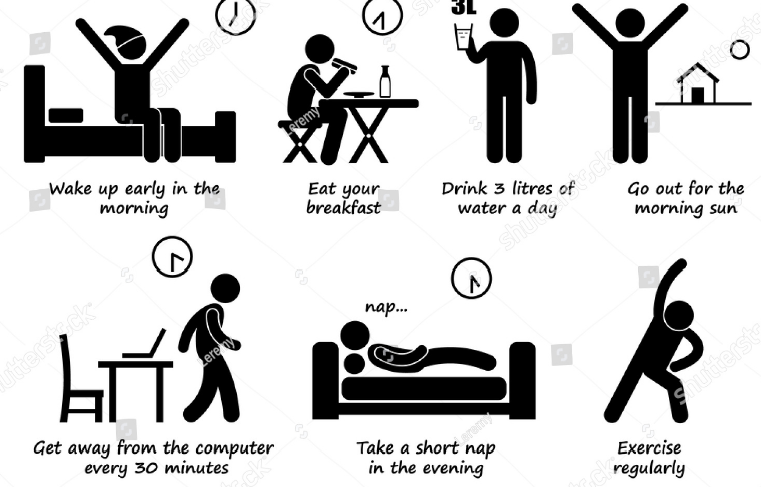 3L
Wake up early in the
morning
Eat your
breakfast
Drink 3 litres of
water a day
Go out for the
morning sun
nap...
Get away from the computer
every 30 minutes
Take a short nap
in the evening
Exercise
regularly
shutterstock
Leremy